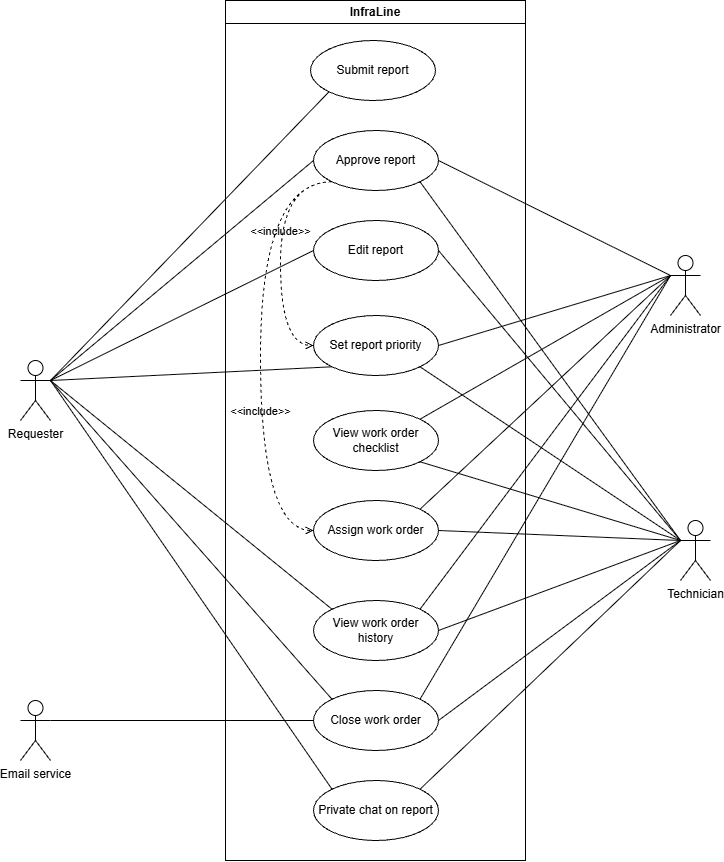 InfraLine
Submit report
Approve report
<<include>>
Edit report
Set report priority
Administrator
<<include>>
Requester
View work order
checklist
Assign work order
Technician
View work order
history
Close work order
Email service
Private chat on report